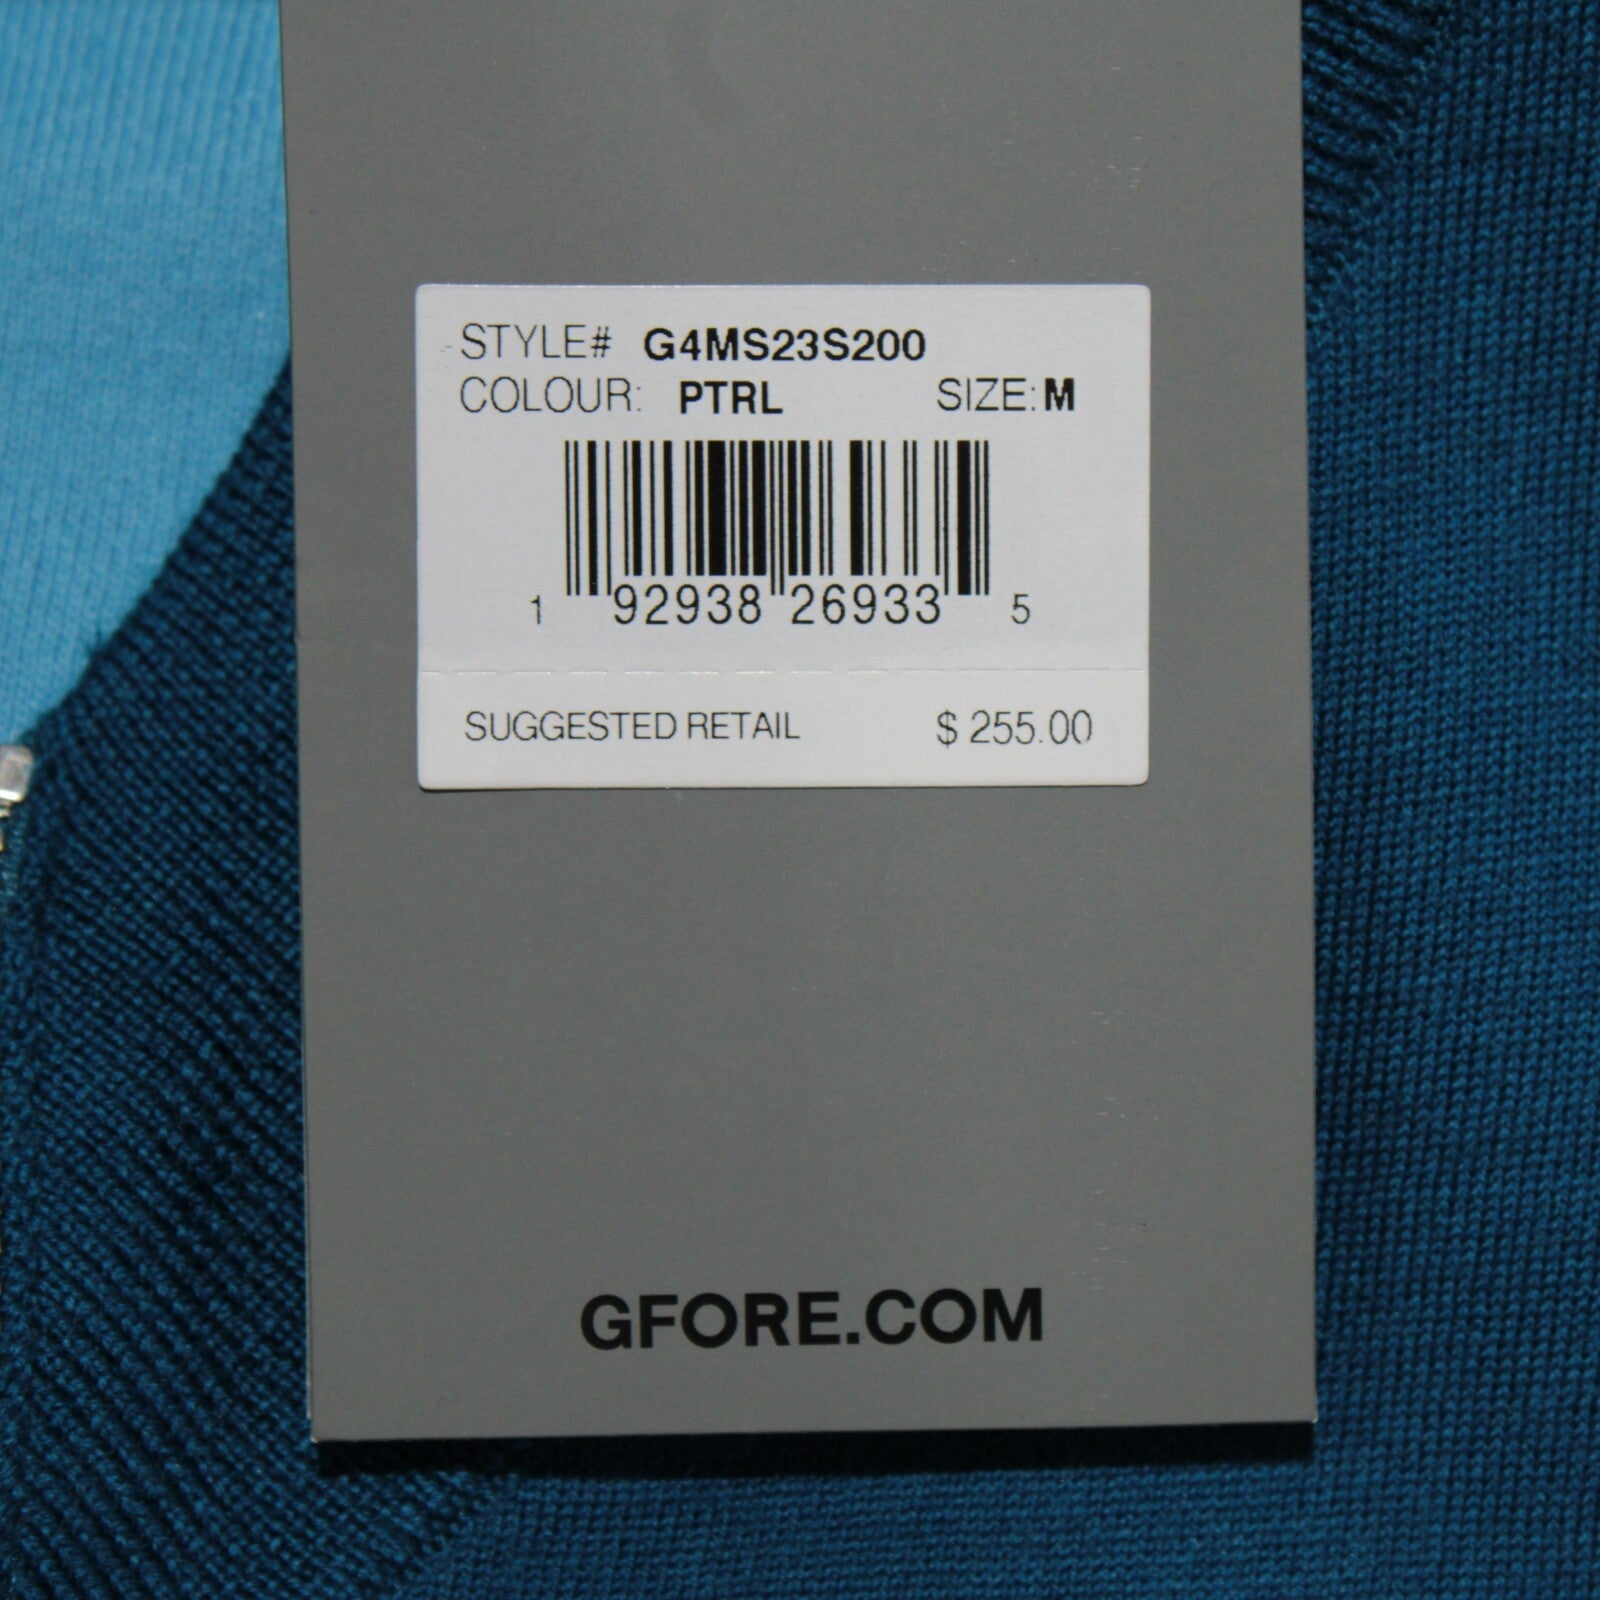 STYLE# G4MS23S200
COLOUR: PTRL SIZE: M
1 92938 26933 5
SUGGESTED RETAIL $ 255.00
GFORE.COM